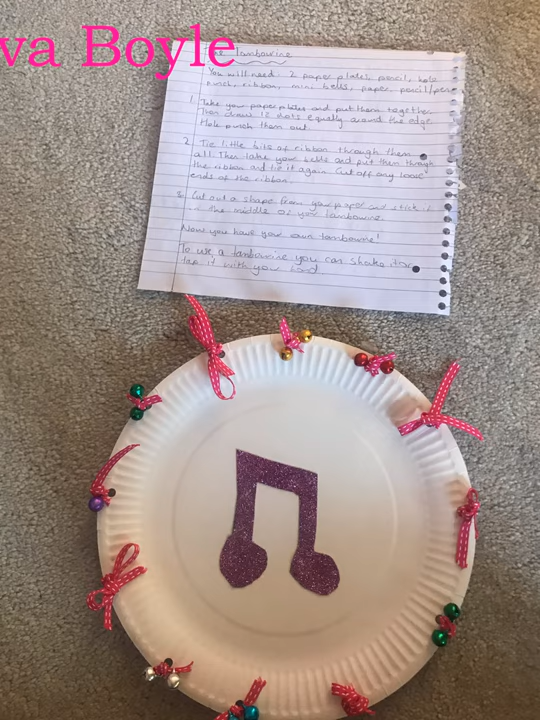 va Boyle
Tambourine
You will need: 2 paper plates, pencil, hole
punch, ribbon, mini bells, paper, pencil/pen
1. Take your paper plates and put them together.
Then draw 12 dots equally around the edge.
Hole punch them out.
2. Tie little bits of ribbon through them
all. Then take your bells and put them through
the ribbon and tie it again. Cut off any loose
ends of the ribbon.
3. Cut out a shape from your paper and stick it
in the middle of your tambourine.
Now you have your own tambourine!
To use a tambourine you can shake it or
tap it with your hand.